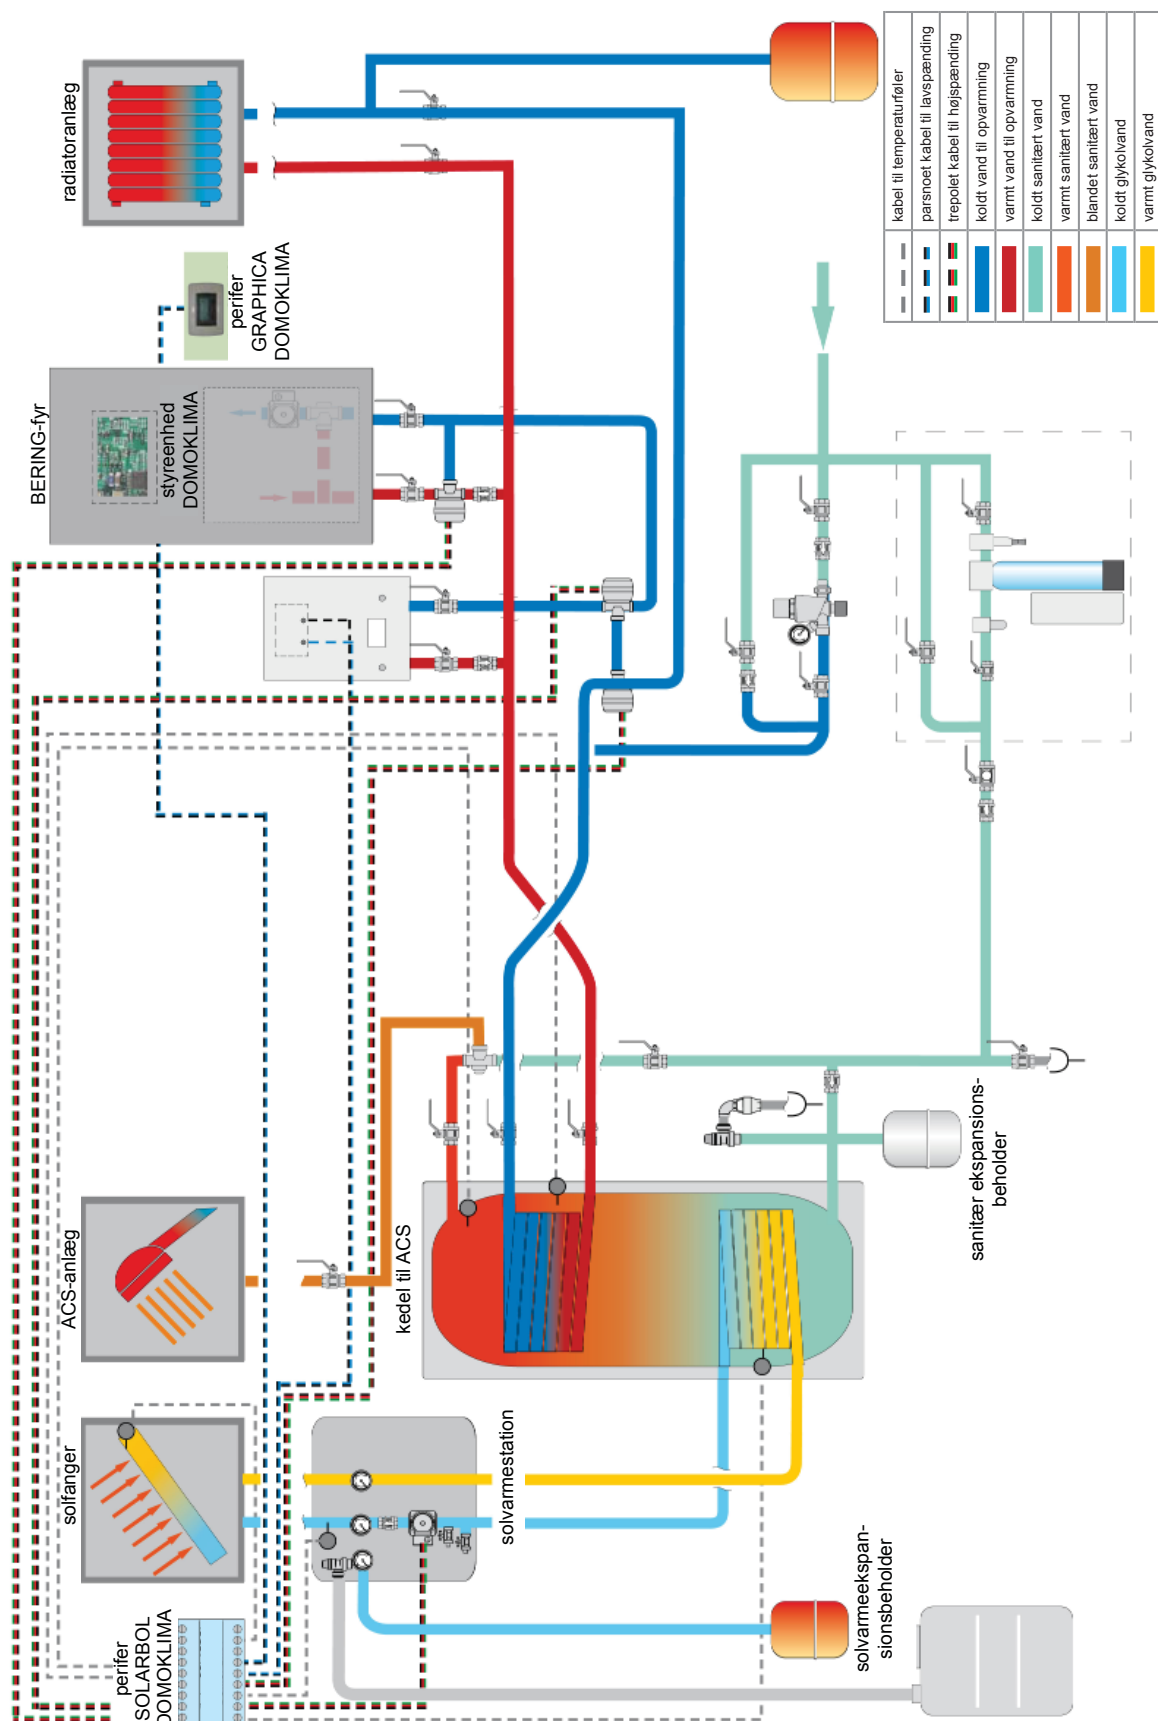 radiatoranlæg
perifer
GRAPHICA
DOMOKLIMA
BERING-fyr
styreenhed
DOMOKLIMA
ACS-anlæg
kedel til ACS
solfanger
solvarmestation
perifer
SOLARBOL
DOMOKLIMA
sanitær ekspansions-
beholder
solvarmeekspan-
sionsbeholder
kabel til temperaturføler
parsnoet kabel til lavspænding
trepolet kabel til højspænding
koldt vand til opvarmning
varmt vand til opvarmning
koldt sanitært vand
varmt sanitært vand
blandet sanitært vand
koldt glykolvand
varmt glykolvand